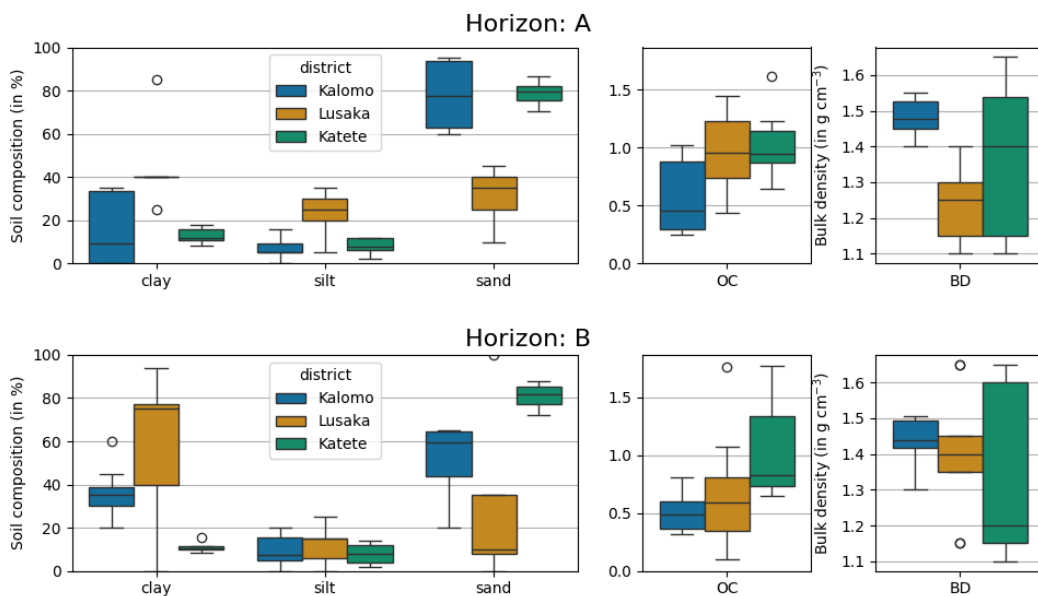 Horizon: A
Soil composition (in %)
100
80
60
40
20
0
district
Kalomo
Lusaka
Katete
clay
silt
sand
1.5
1.0
0.5
0.0
OC
Bulk density (in g cm⁻³)
1.6
1.5
1.4
1.3
1.2
1.1
BD
Horizon: B
Soil composition (in %)
100
80
60
40
20
0
district
Kalomo
Lusaka
Katete
clay
silt
sand
1.5
1.0
0.5
0.0
OC
Bulk density (in g cm⁻³)
1.6
1.5
1.4
1.3
1.2
1.1
BD